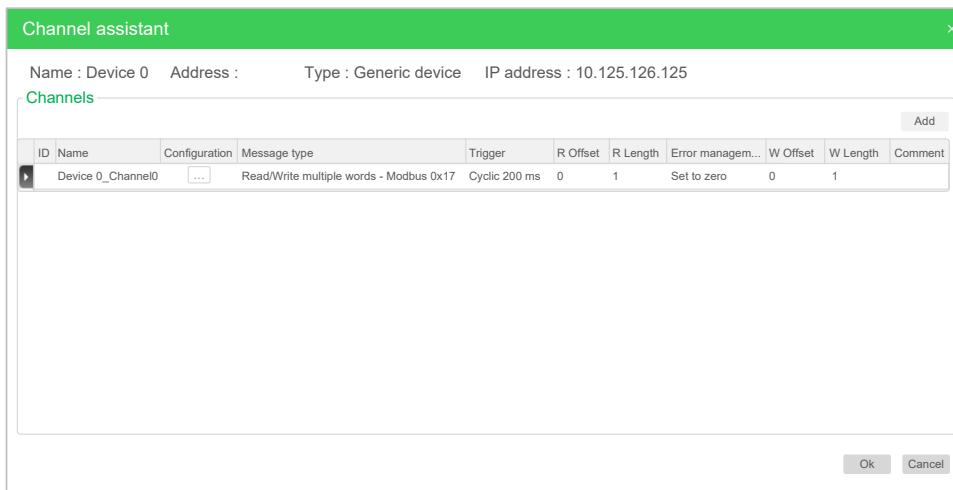 Channel assistant ×
Name : Device 0 Address : Type : Generic device IP address : 10.125.126.125
Channels
Add
ID Name Configuration Message type Trigger R Offset R Length Error managem... W Offset W Length Comment
Device 0_Channel0 ... Read/Write multiple words - Modbus 0x17 Cyclic 200 ms 0 1 Set to zero 0 1
Ok Cancel